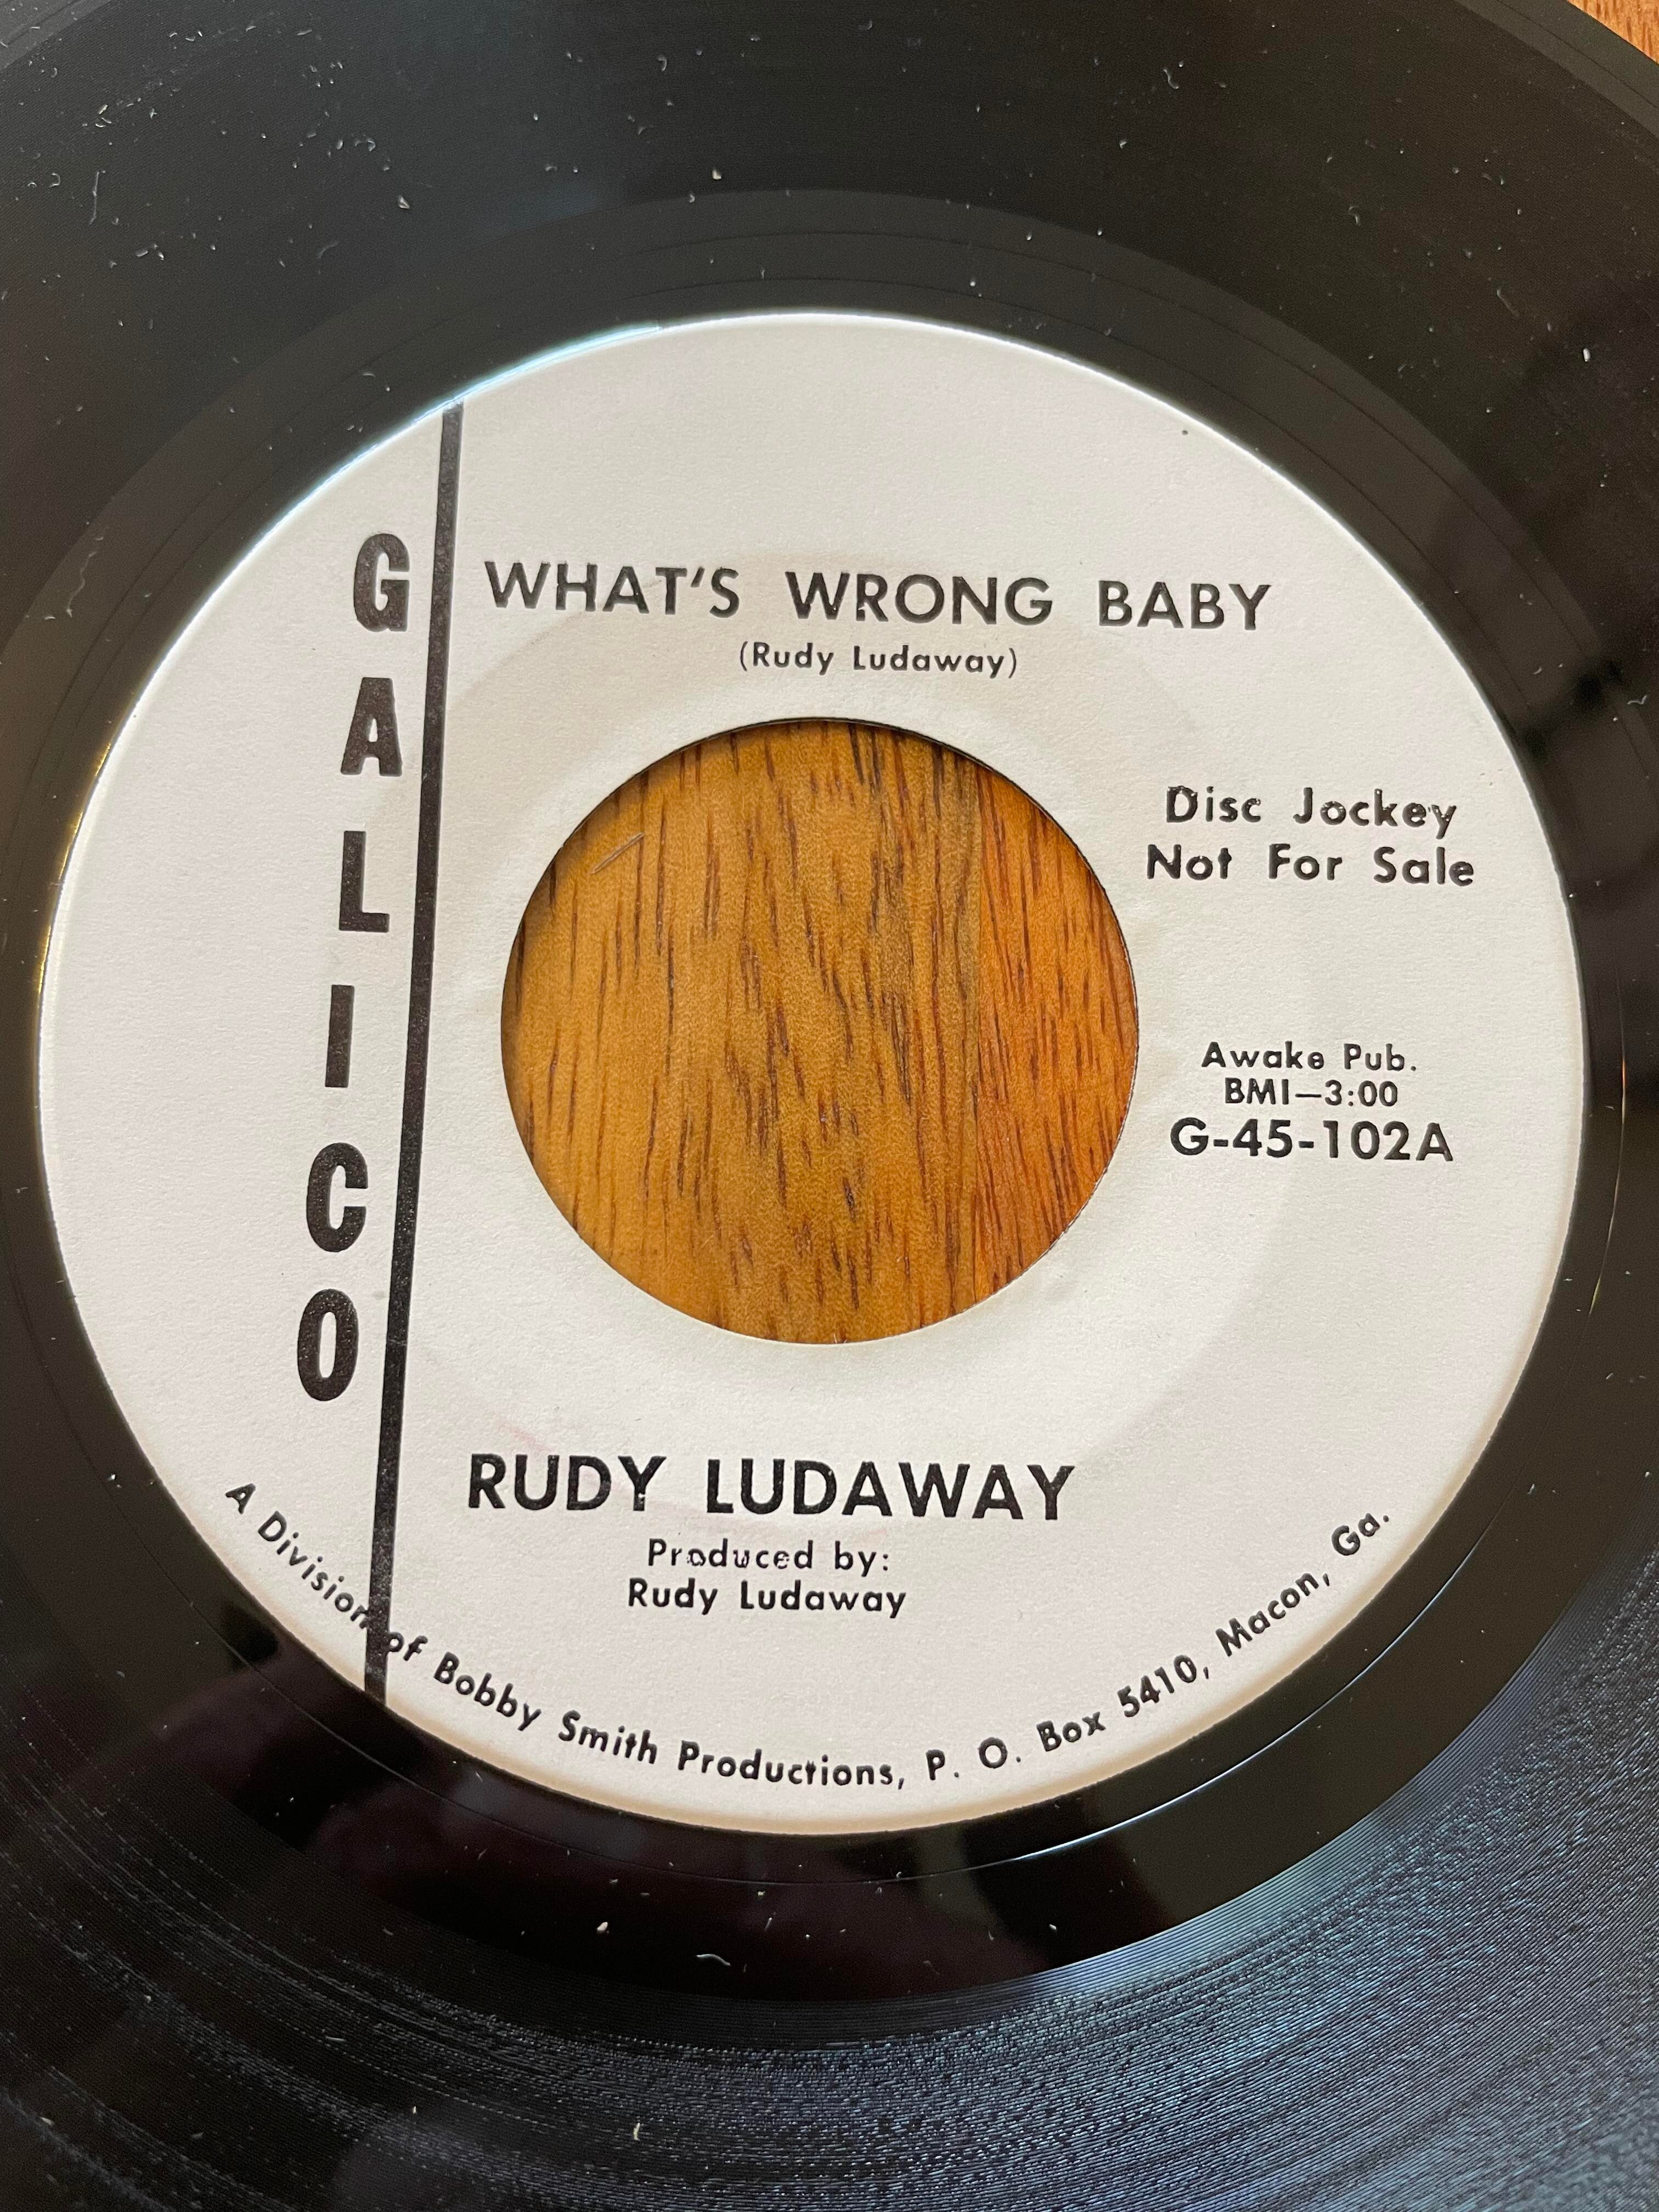 GALICO
WHAT'S WRONG BABY
(Rudy Ludaway)
Disc Jockey
Not For Sale
Awake Pub.
BMI—3:00
G-45-102A
RUDY LUDAWAY
Produced by:
Rudy Ludaway
A Division of Bobby Smith Productions, P. O. Box 5410, Macon, Ga.